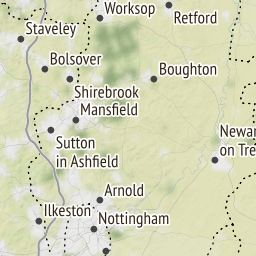 Worksop
Retford
Staveley
Bolsover
Boughton
Shirebrook
Mansfield
Sutton
in Ashfield
Newar
on Tre
Arnold
Ilkeston
Nottingham